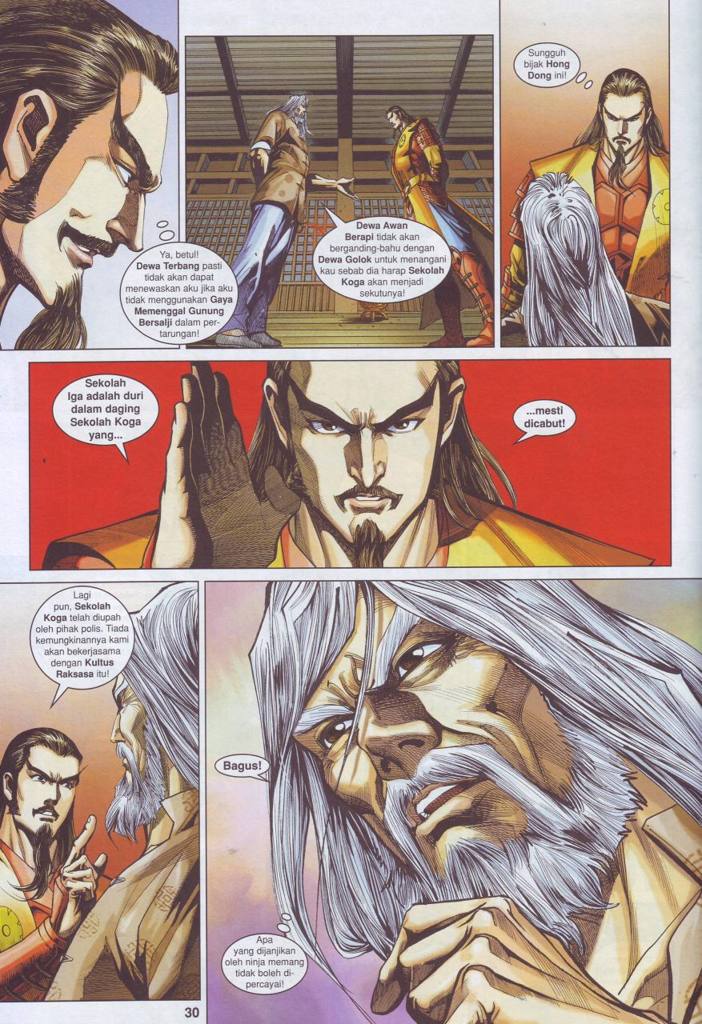 Ya, betul!
Dewa Terbang pasti
tidak akan dapat
menewaskan aku jika aku
tidak menggunakan Gaya
Memenggal Gunung
Bersalji dalam per-
tarungan!
Dewa Awan
Berapi tidak akan
berganding-bahu dengan
Dewa Golok untuk menangani
kau sebab dia harap Sekolah
Koga akan menjadi
sekutunya!
Sungguh
bijak Hong
Dong ini!
Sekolah
Iga adalah duri
dalam daging
Sekolah Koga
yang...
...mesti
dicabut!
Lagi
pun, Sekolah
Koga telah diupah
oleh pihak polis. Tiada
kemungkinannya kami
akan bekerjasama
dengan Kultus
Raksasa itu!
Bagus!
Apa
yang dijanjikan
oleh ninja memang
tidak boleh di-
percayai!
30